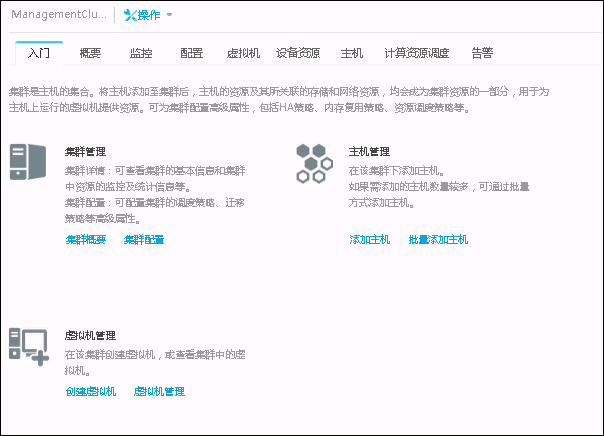 ManagementClu... 操作
入门 概要 监控 配置 虚拟机 设备资源 主机 计算资源调度 告警
集群是主机的集合。将主机添加至集群后，主机的资源及其所关联的存储和网络资源，均会成为集群资源的一部分，用于为
主机上运行的虚拟机提供资源。可为集群配置高级属性，包括HA策略、内存复用策略、资源调度策略等。
集群管理
集群详情：可查看集群的基本信息和集群
中资源的监控及统计信息等。
集群配置：可配置集群的调度策略、迁移
策略等高级属性。
集群概要 集群配置
主机管理
在该集群下添加主机。
如果需添加的主机数量较多，可通过批量
方式添加主机。
添加主机 批量添加主机
虚拟机管理
在该集群创建虚拟机，或查看集群中的虚
拟机。
创建虚拟机 虚拟机管理